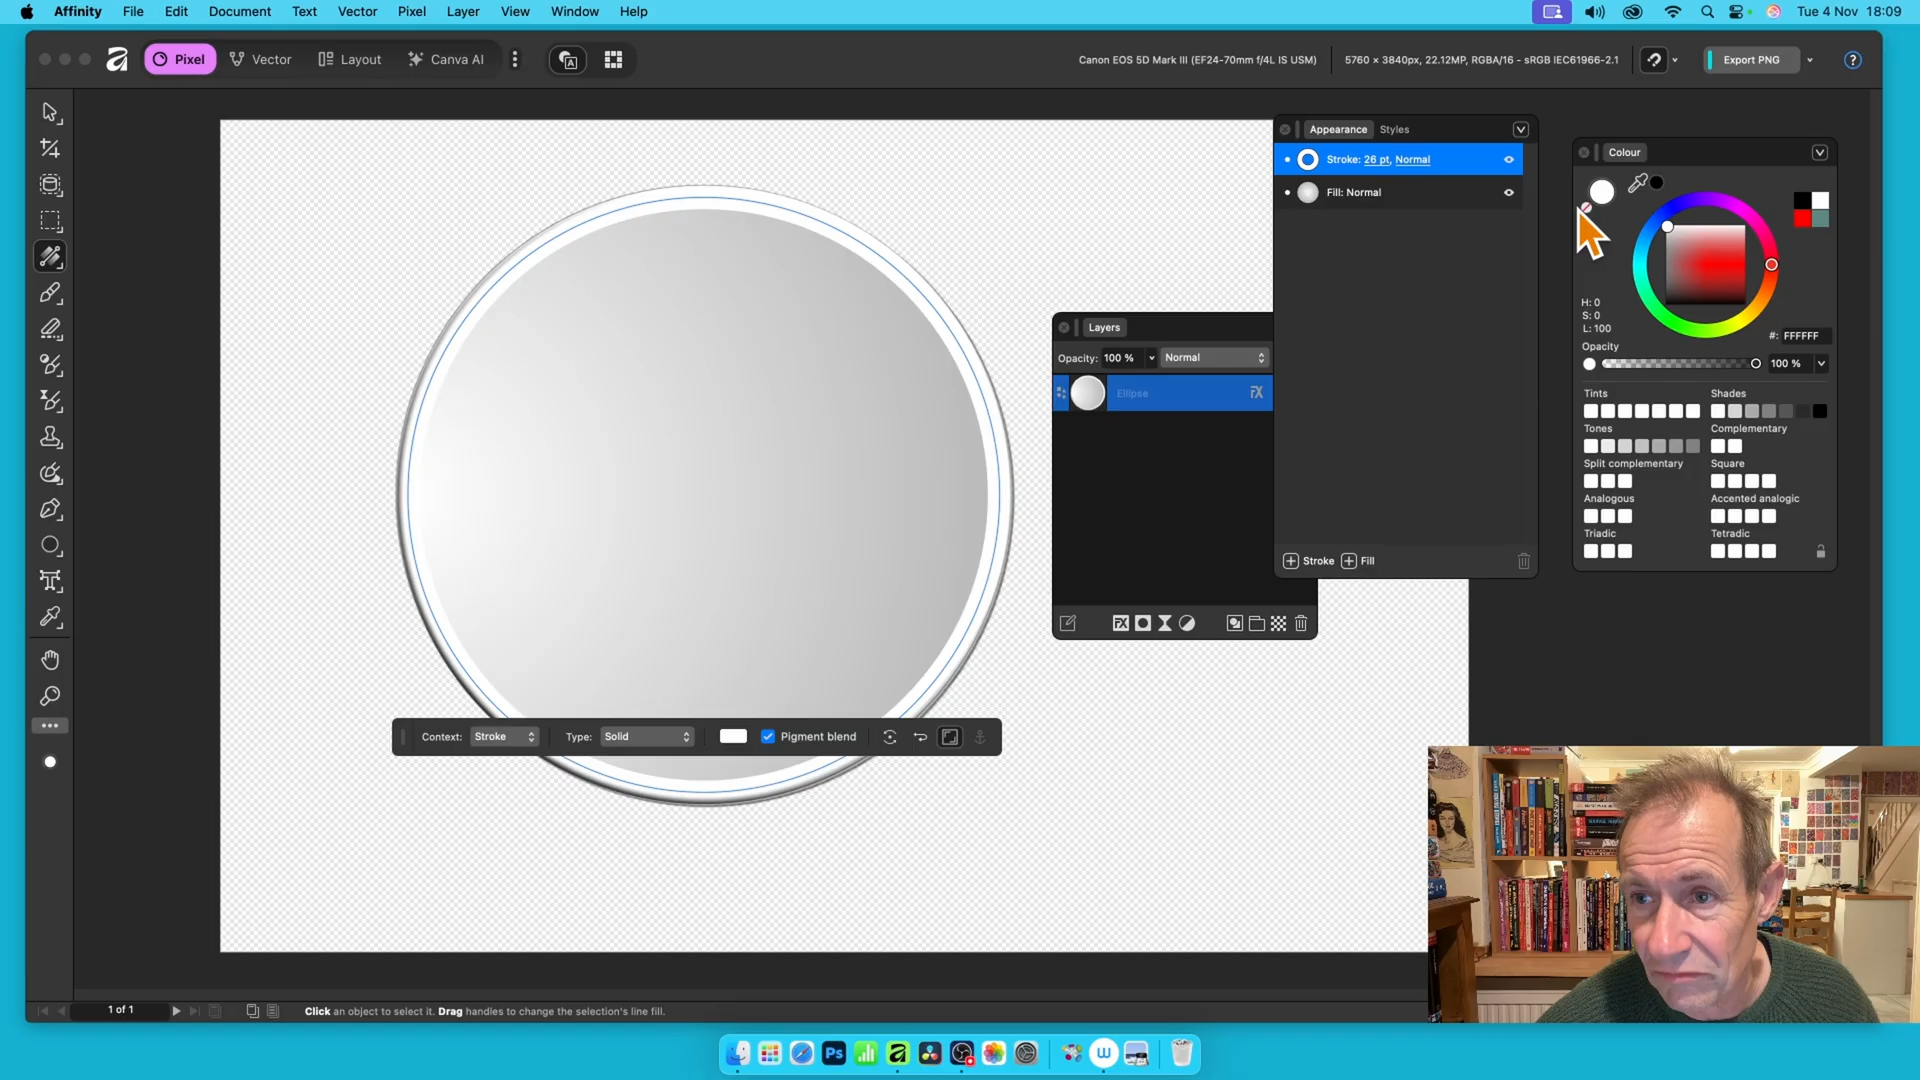 Affinity File Edit Document Text Vector Pixel Layer View Window Help
Tue 4 Nov 18:09
Pixel Vector Layout Canva AI
Canon EOS 5D Mark III (EF24-70mm f/4L IS USM)
5760 × 3840px, 22.12MP, RGBA/16 - sRGB IEC61966-2.1
Export PNG
?
Appearance Styles
Stroke: 26 pt, Normal
Fill: Normal
Stroke Fill
Colour
H: 0
S: 0
L: 100
#: FFFFFF
Opacity
100 %
Tints Shades
Tones Complementary
Split complementary Square
Analogous Accented analogic
Triadic Tetradic
Layers
Opacity: 100 % Normal
Ellipse FX
FX
Context: Stroke Type: Solid Pigment blend
1 of 1
Click an object to select it. Drag handles to change the selection's line fill.
Ps